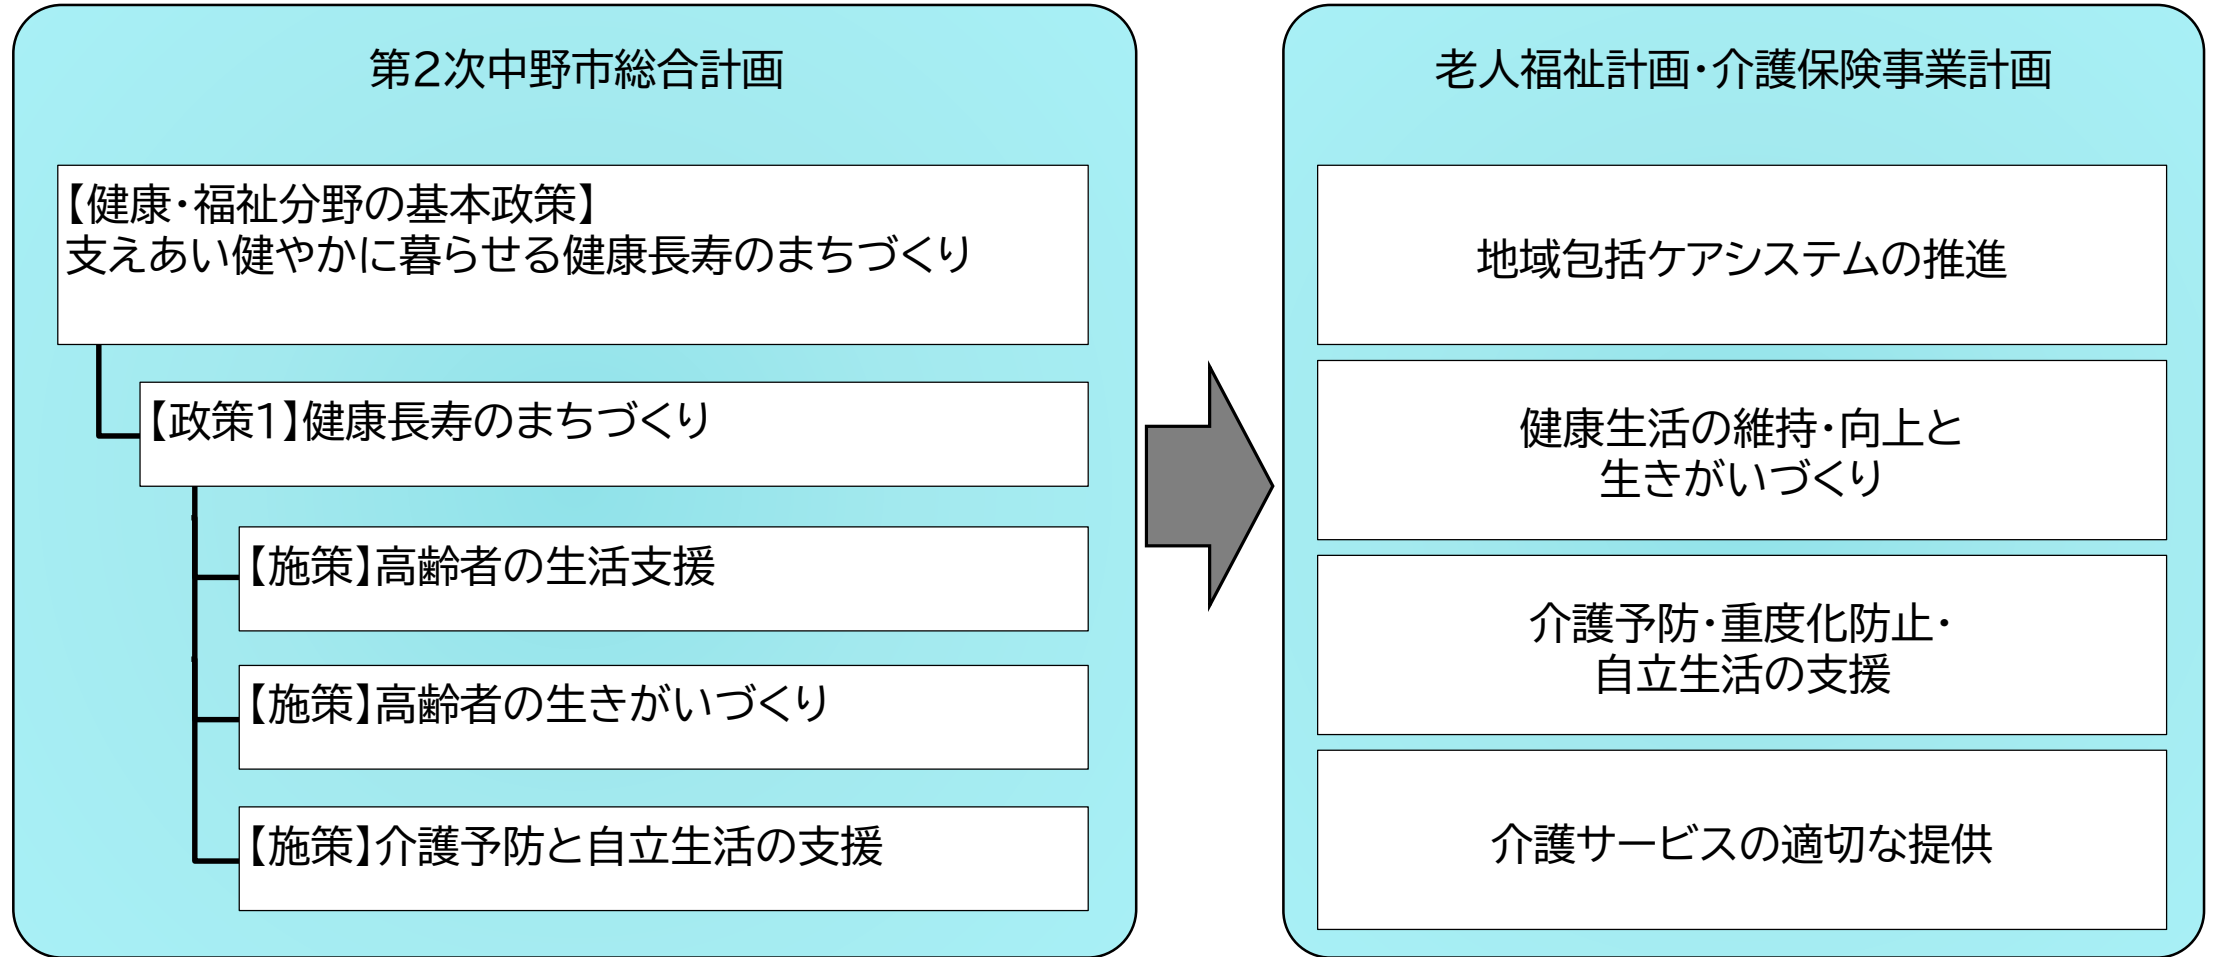 第2次中野市総合計画
【健康・福祉分野の基本政策】
支えあい健やかに暮らせる健康長寿のまちづくり
【政策1】健康長寿のまちづくり
【施策】高齢者の生活支援
【施策】高齢者の生きがいづくり
【施策】介護予防と自立生活の支援
老人福祉計画・介護保険事業計画
地域包括ケアシステムの推進
健康生活の維持・向上と
生きがいづくり
介護予防・重度化防止・
自立生活の支援
介護サービスの適切な提供